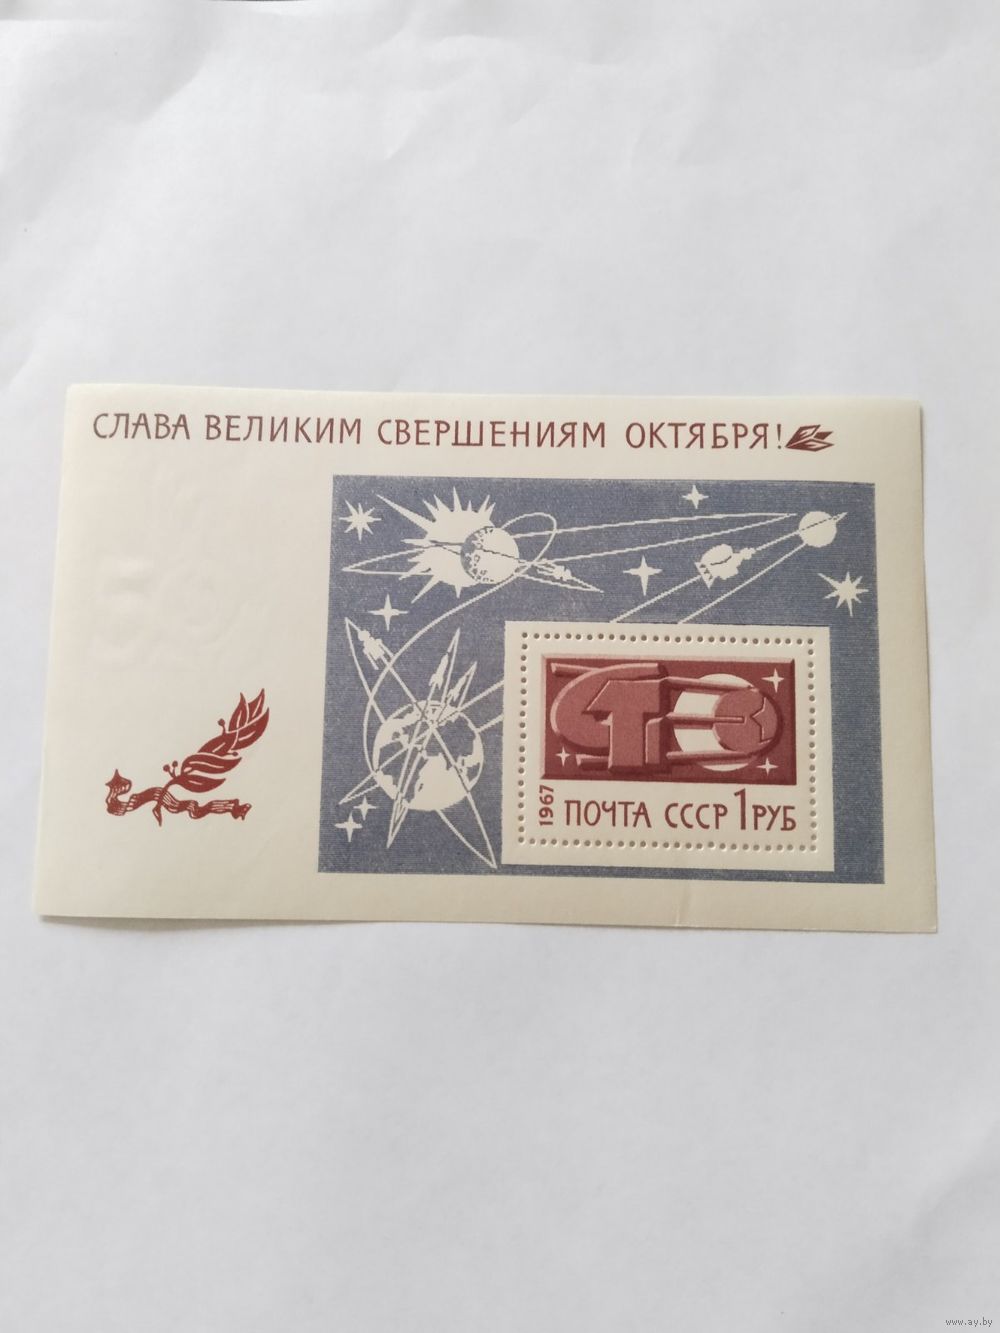 СЛАВА ВЕЛИКИМ СВЕРШЕНИЯМ ОКТЯБРЯ!
1967
ПОЧТА СССР 1 РУБ
www.ay.by